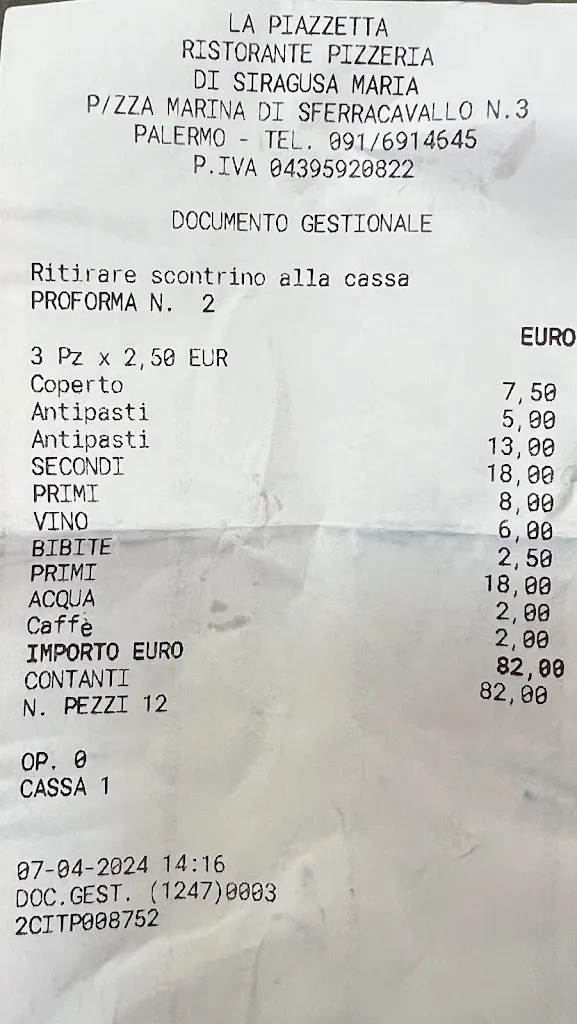 LA PIAZZETTA
RISTORANTE PIZZERIA
DI SIRAGUSA MARIA
P/ZZA MARINA DI SFERRACAVALLO N.3
PALERMO - TEL. 091/6914645
P.IVA 04395920822
DOCUMENTO GESTIONALE
Ritirare scontrino alla cassa
PROFORMA N. 2
EURO
3 Pz x 2,50 EUR
Coperto 7,50
Antipasti 5,00
Antipasti 13,00
SECONDI 18,00
PRIMI 8,00
VINO 6,00
BIBITE 2,50
PRIMI 18,00
ACQUA 2,00
Caffè 2,00
IMPORTO EURO 82,00
CONTANTI 82,00
N. PEZZI 12
OP. 0
CASSA 1
07-04-2024 14:16
DOC.GEST. (1247)0003
2CITP008752